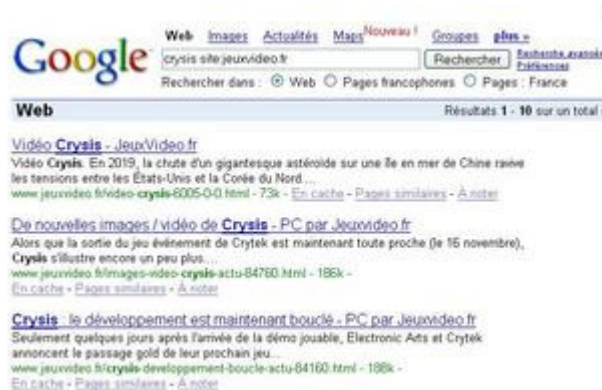 Web Images Actualités Maps Nouveau ! Groupes plus »
Google
crysis site:jeuxvideo.fr Rechercher Recherche avancée
Préférences
Rechercher dans : Web Pages francophones Pages : France
Web Résultats 1 - 10 sur un total
Vidéo Crysis - JeuxVideo.fr
Vidéo Crysis. En 2019, la chute d'un gigantesque astéroïde sur une île en mer de Chine ravive
les tensions entre les États-Unis et la Corée du Nord....
www.jeuxvideo.fr/video-crysis-6005-0-0.html - 73k - En cache - Pages similaires - À noter
De nouvelles images / vidéo de Crysis - PC par Jeuxvideo.fr
Alors que la sortie du jeu événement de Crytek est maintenant toute proche (le 16 novembre),
Crysis s'illustre encore un peu plus....
www.jeuxvideo.fr/images-video-crysis-actu-84760.html - 186k -
En cache - Pages similaires - À noter
Crysis : le développement est maintenant bouclé - PC par Jeuxvideo.fr
Seulement quelques jours après l'arrivée de la démo jouable, Electronic Arts et Crytek
annoncent le passage gold de leur prochain jeu...
www.jeuxvideo.fr/crysis-developpement-boucle-actu-84160.html - 188k -
En cache - Pages similaires - À noter